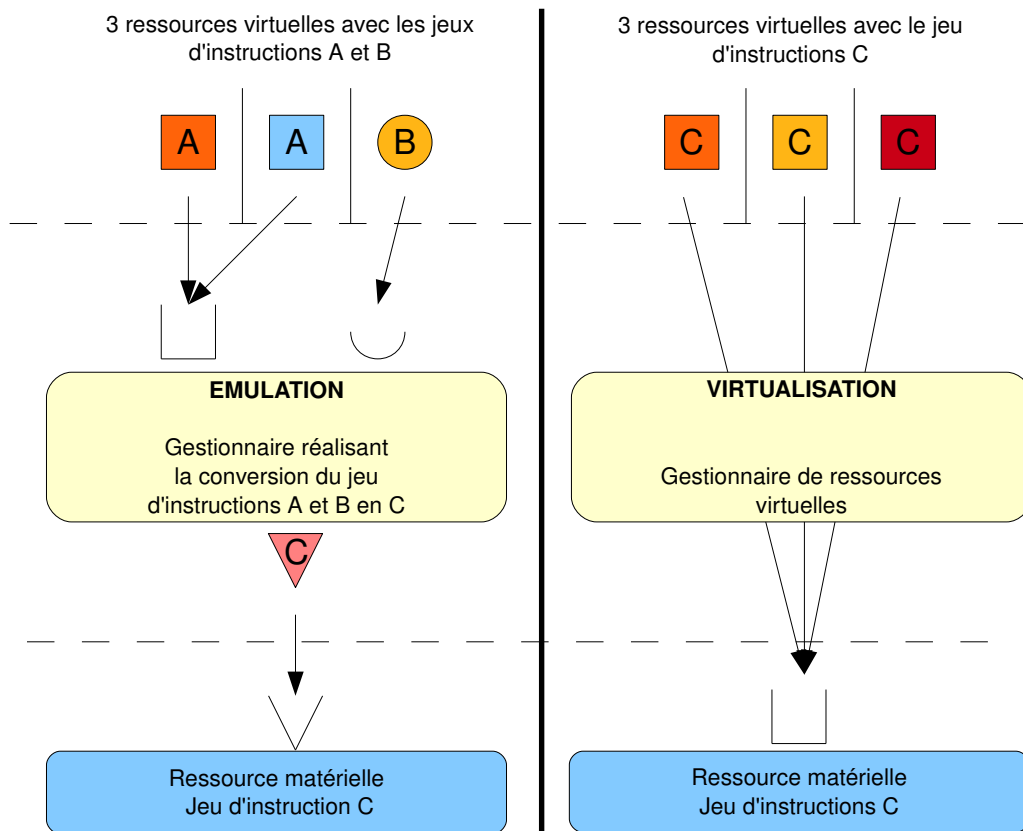 3 ressources virtuelles avec les jeux
d'instructions A et B
A
A
B
EMULATION
Gestionnaire réalisant
la conversion du jeu
d'instructions A et B en C
C
Ressource matérielle
Jeu d'instruction C
3 ressources virtuelles avec le jeu
d'instructions C
C
C
C
VIRTUALISATION
Gestionnaire de ressources
virtuelles
Ressource matérielle
Jeu d'instructions C